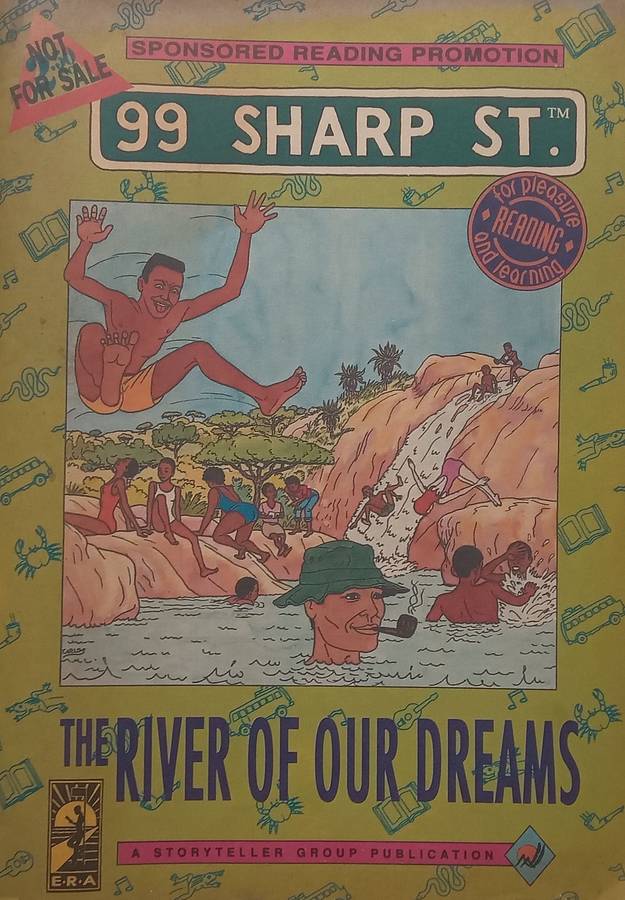 SPONSORED READING PROMOTION
NOT
FOR SALE
99 SHARP ST.™
for pleasure
READING
and learning
CARLOS
THE RIVER OF OUR DREAMS
E·R·A
A STORYTELLER GROUP PUBLICATION